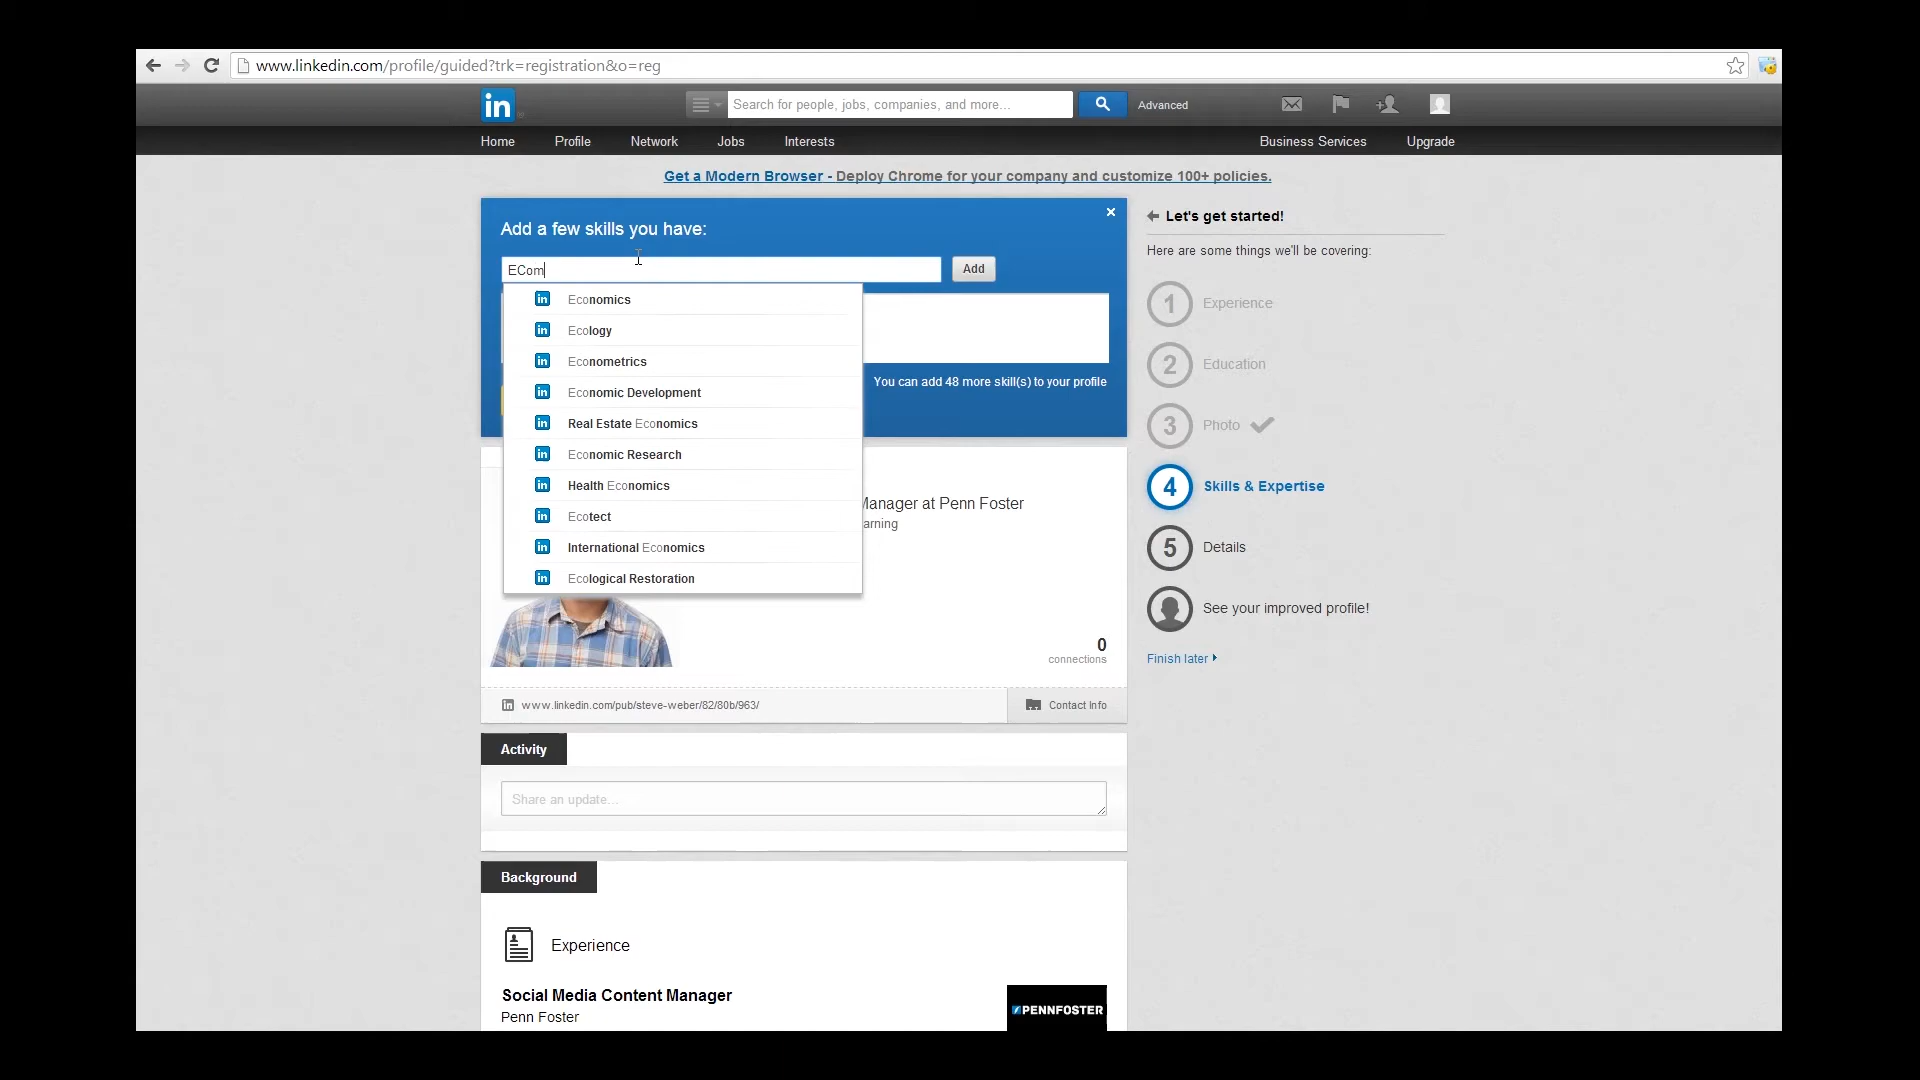 www.linkedin.com/profile/guided?trk=registration&o=reg
in
Search for people, jobs, companies, and more...
Advanced
Home Profile Network Jobs Interests Business Services Upgrade
Get a Modern Browser - Deploy Chrome for your company and customize 100+ policies.
Add a few skills you have:
ECom
Add
Economics
Ecology
Econometrics
Economic Development
Real Estate Economics
Economic Research
Health Economics
Ecotect
International Economics
Ecological Restoration
You can add 48 more skill(s) to your profile
Manager at Penn Foster
arning
0
connections
www.linkedin.com/pub/steve-weber/82/80b/963/
Contact Info
Activity
Share an update...
Background
Experience
Social Media Content Manager
Penn Foster
PENNFOSTER
Let's get started!
Here are some things we'll be covering:
1 Experience
2 Education
3 Photo
4 Skills & Expertise
5 Details
See your improved profile!
Finish later